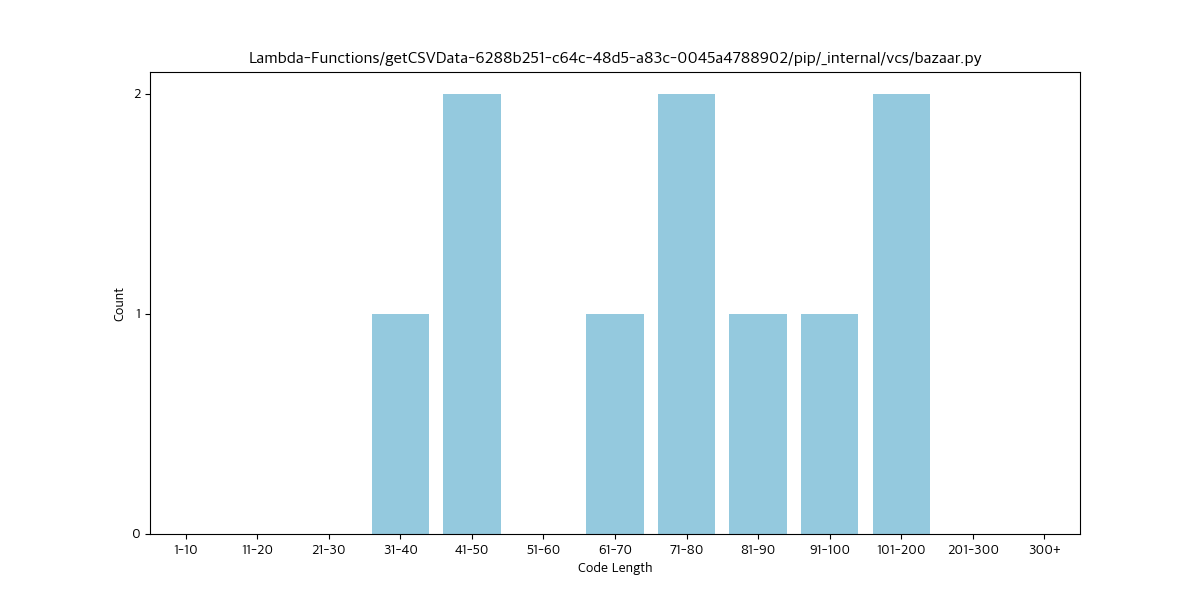 Lambda-Functions/getCSVData-6288b251-c64c-48d5-a83c-0045a4788902/pip/_internal/vcs/bazaar.py
2
1
0
Count
1-10 11-20 21-30 31-40 41-50 51-60 61-70 71-80 81-90 91-100 101-200 201-300 300+
Code Length